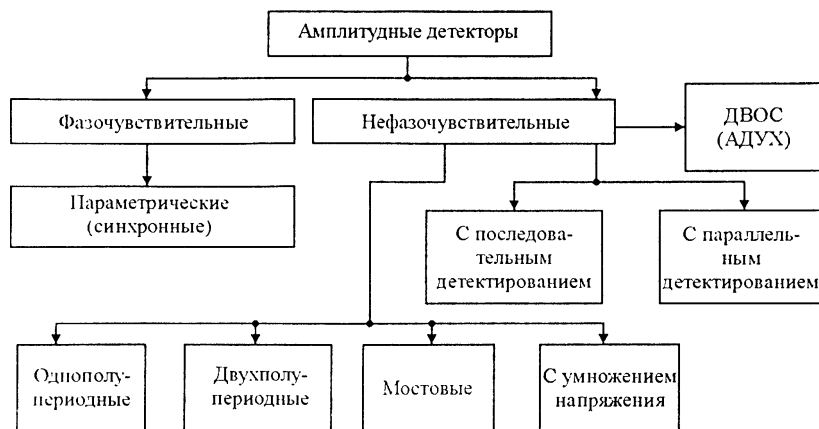 Амплитудные детекторы
Фазочувствительные
Нефазочувствительные
ДВОС
(АДУХ)
Параметрические
(синхронные)
С последова-
тельным
детектированием
С параллель-
ным
детектированием
Однополу-
периодные
Двухполу-
периодные
Мостовые
С умножением
напряжения